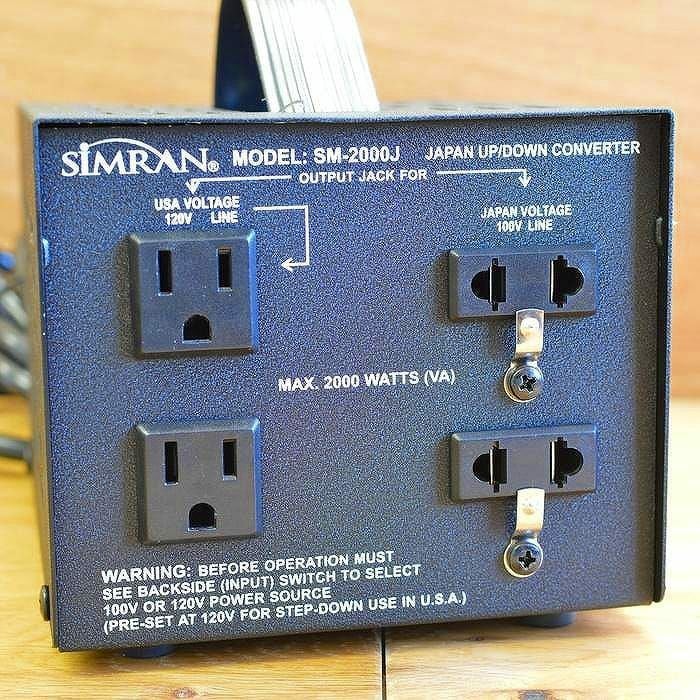 SIMRAN® MODEL: SM-2000J JAPAN UP/DOWN CONVERTER
OUTPUT JACK FOR
USA VOLTAGE
120V LINE
JAPAN VOLTAGE
100V LINE
MAX. 2000 WATTS (VA)
WARNING: BEFORE OPERATION MUST
SEE BACKSIDE (INPUT) SWITCH TO SELECT
100V OR 120V POWER SOURCE
(PRE-SET AT 120V FOR STEP-DOWN USE IN U.S.A.)